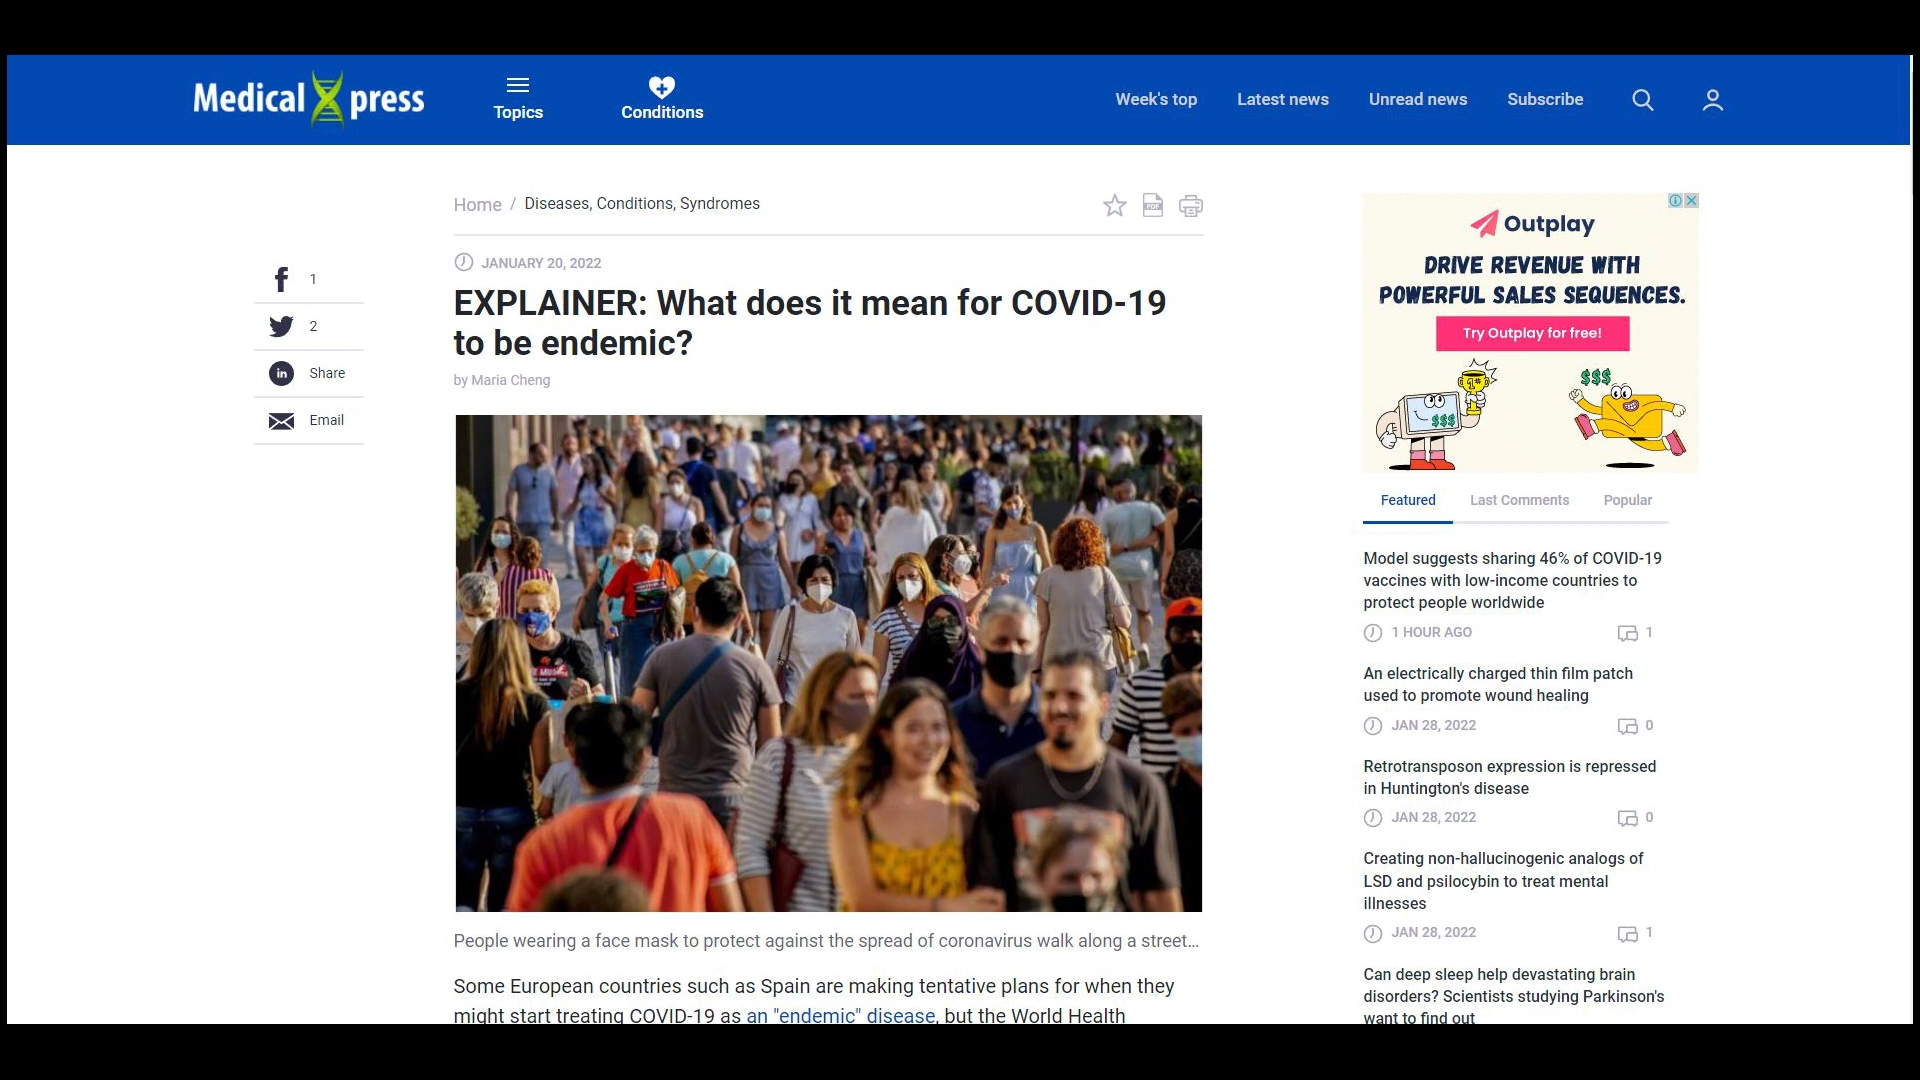 Medical Xpress
Topics
Conditions
Week's top
Latest news
Unread news
Subscribe
Home / Diseases, Conditions, Syndromes
PDF
JANUARY 20, 2022
EXPLAINER: What does it mean for COVID-19
to be endemic?
by Maria Cheng
1
2
in Share
Email
People wearing a face mask to protect against the spread of coronavirus walk along a street...
Some European countries such as Spain are making tentative plans for when they
might start treating COVID-19 as an "endemic" disease, but the World Health
Outplay
DRIVE REVENUE WITH
POWERFUL SALES SEQUENCES.
Try Outplay for free!
1#
$$$
$$$
Featured
Last Comments
Popular
Model suggests sharing 46% of COVID-19
vaccines with low-income countries to
protect people worldwide
1 HOUR AGO
1
An electrically charged thin film patch
used to promote wound healing
JAN 28, 2022
0
Retrotransposon expression is repressed
in Huntington's disease
JAN 28, 2022
0
Creating non-hallucinogenic analogs of
LSD and psilocybin to treat mental
illnesses
JAN 28, 2022
1
Can deep sleep help devastating brain
disorders? Scientists studying Parkinson's
want to find out